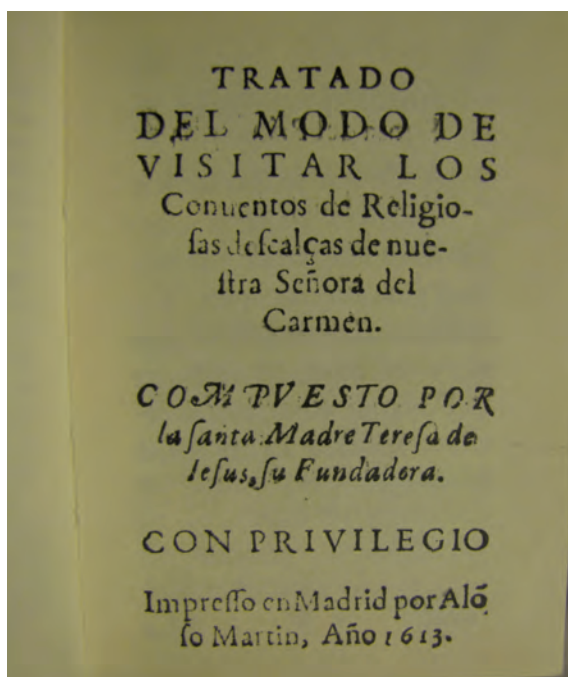 TRATADO
DEL MODO DE
VISITAR LOS
Conuentos de Religio-
ſas deſcalças de nue-
ſtra Señora del
Carmen.
COMPVESTO POR
la ſanta Madre Tereſa de
Ieſus, ſu Fundadora.
CON PRIVILEGIO
Impreſſo en Madrid por Alõ
ſo Martin, Año 1613.